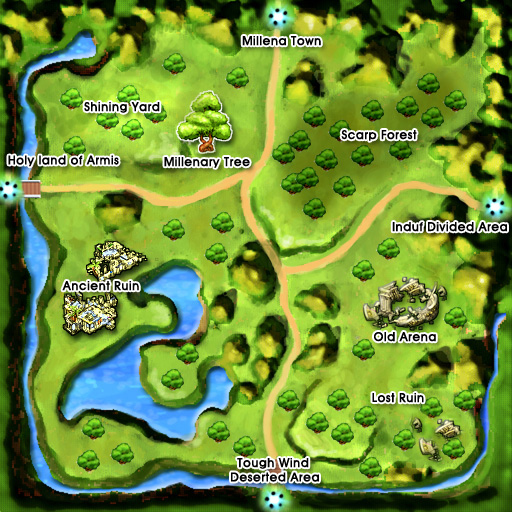 Millena Town
Shining Yard
Scarp Forest
Holy land of Armis
Millenary Tree
Induf Divided Area
Ancient Ruin
Old Arena
Lost Ruin
Tough Wind
Deserted Area